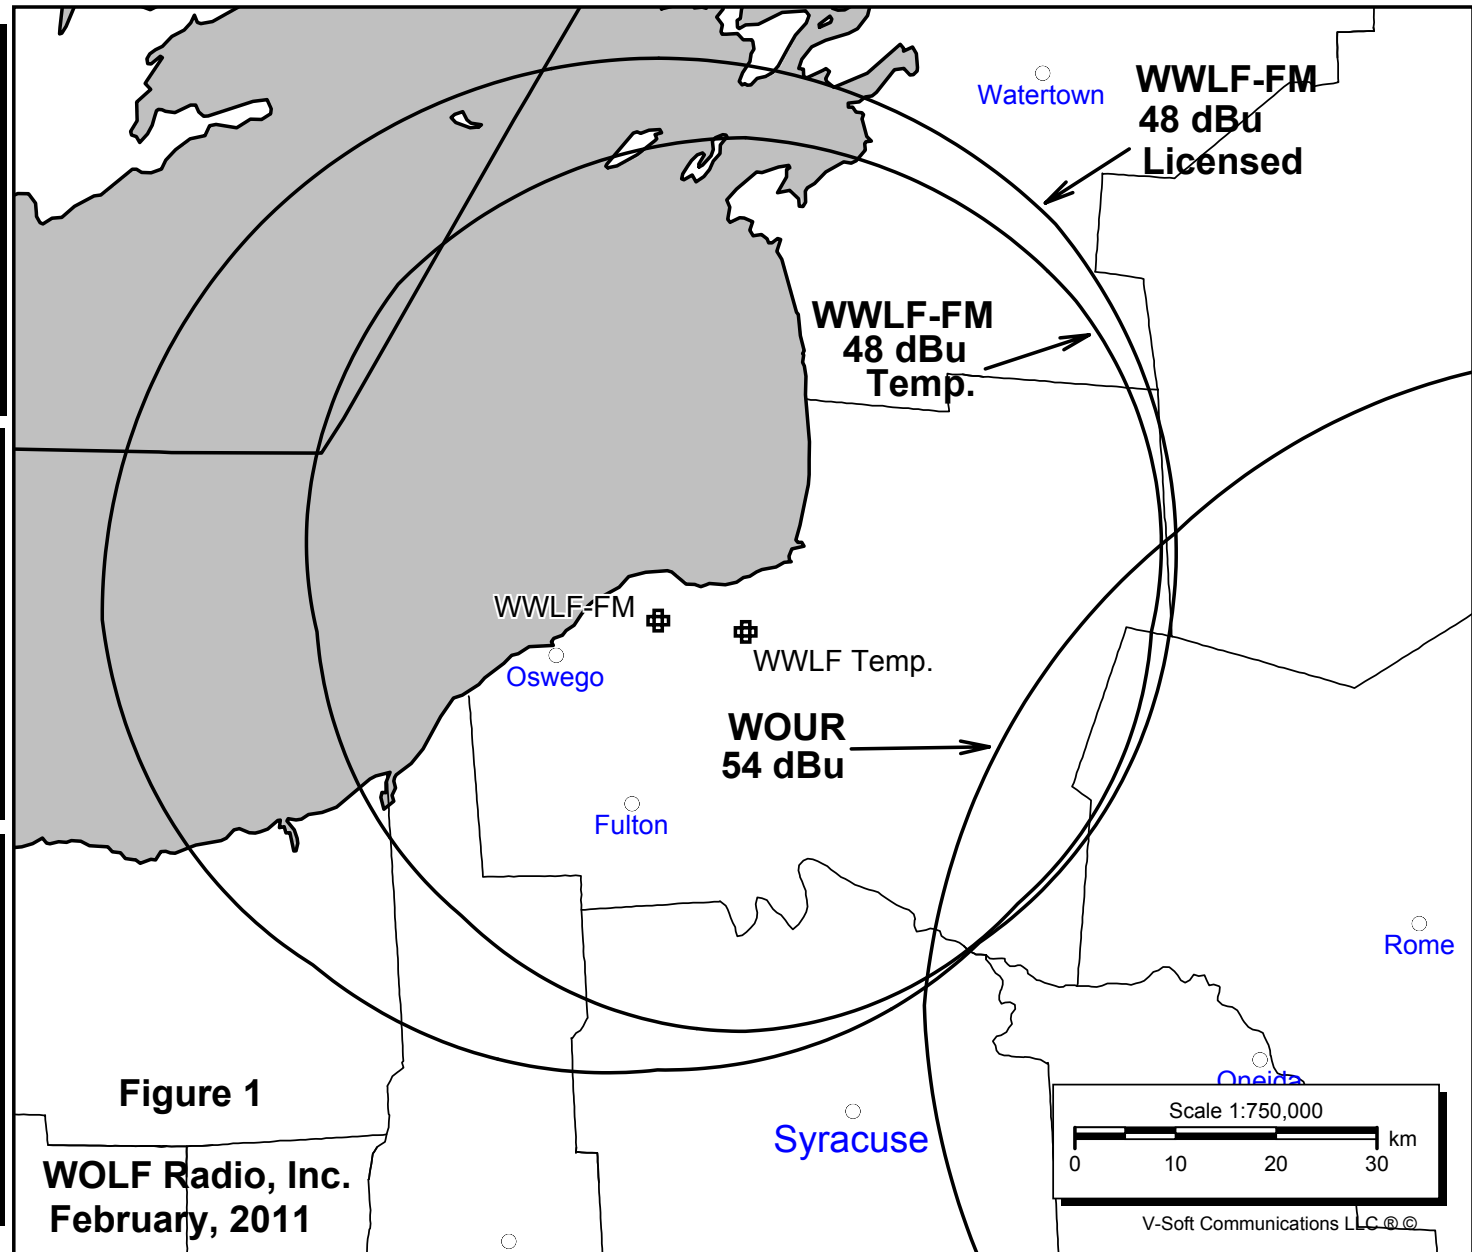 Watertown
WWLF-FM
48 dBu
Licensed
WWLF-FM
48 dBu
Temp.
WWLF-FM
WWLF Temp.
Oswego
WOUR
54 dBu
Fulton
Rome
Oneida
Figure 1
Syracuse
Scale 1:750,000
km
0 10 20 30
WOLF Radio, Inc.
February, 2011
V-Soft Communications LLC ® ©